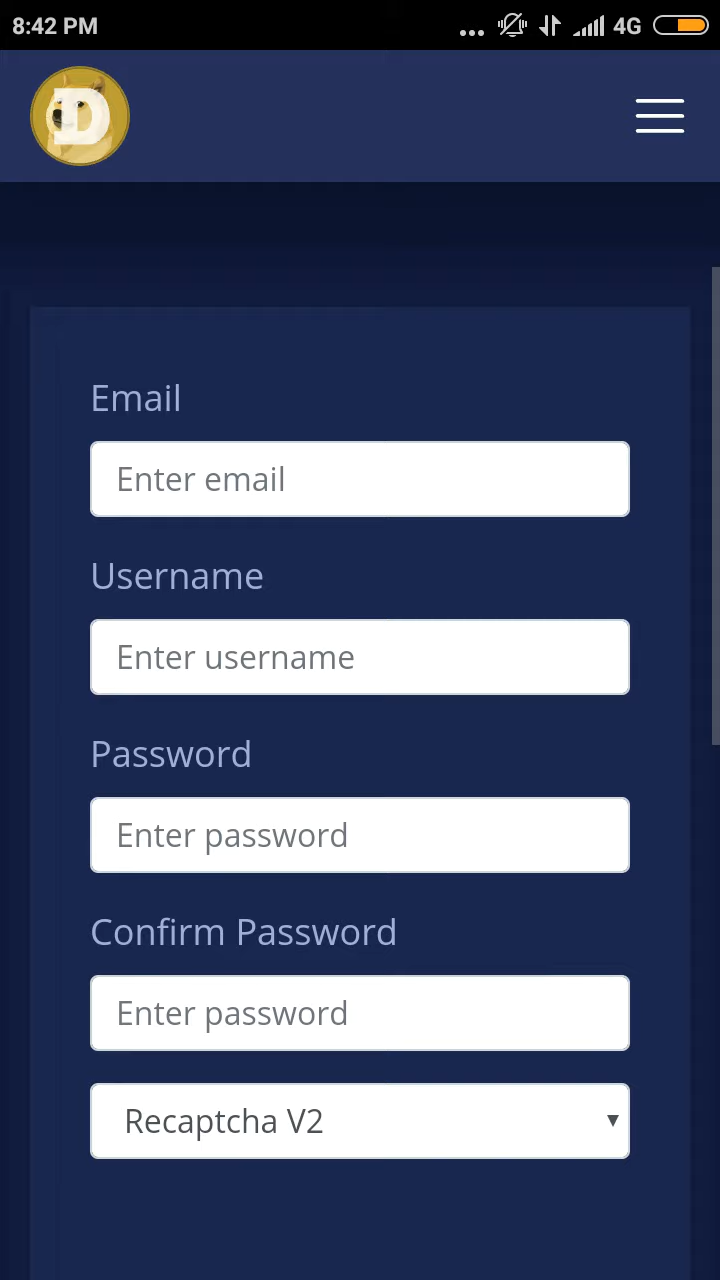 8:42 PM
4G
D
Email
Enter email
Username
Enter username
Password
Enter password
Confirm Password
Enter password
Recaptcha V2